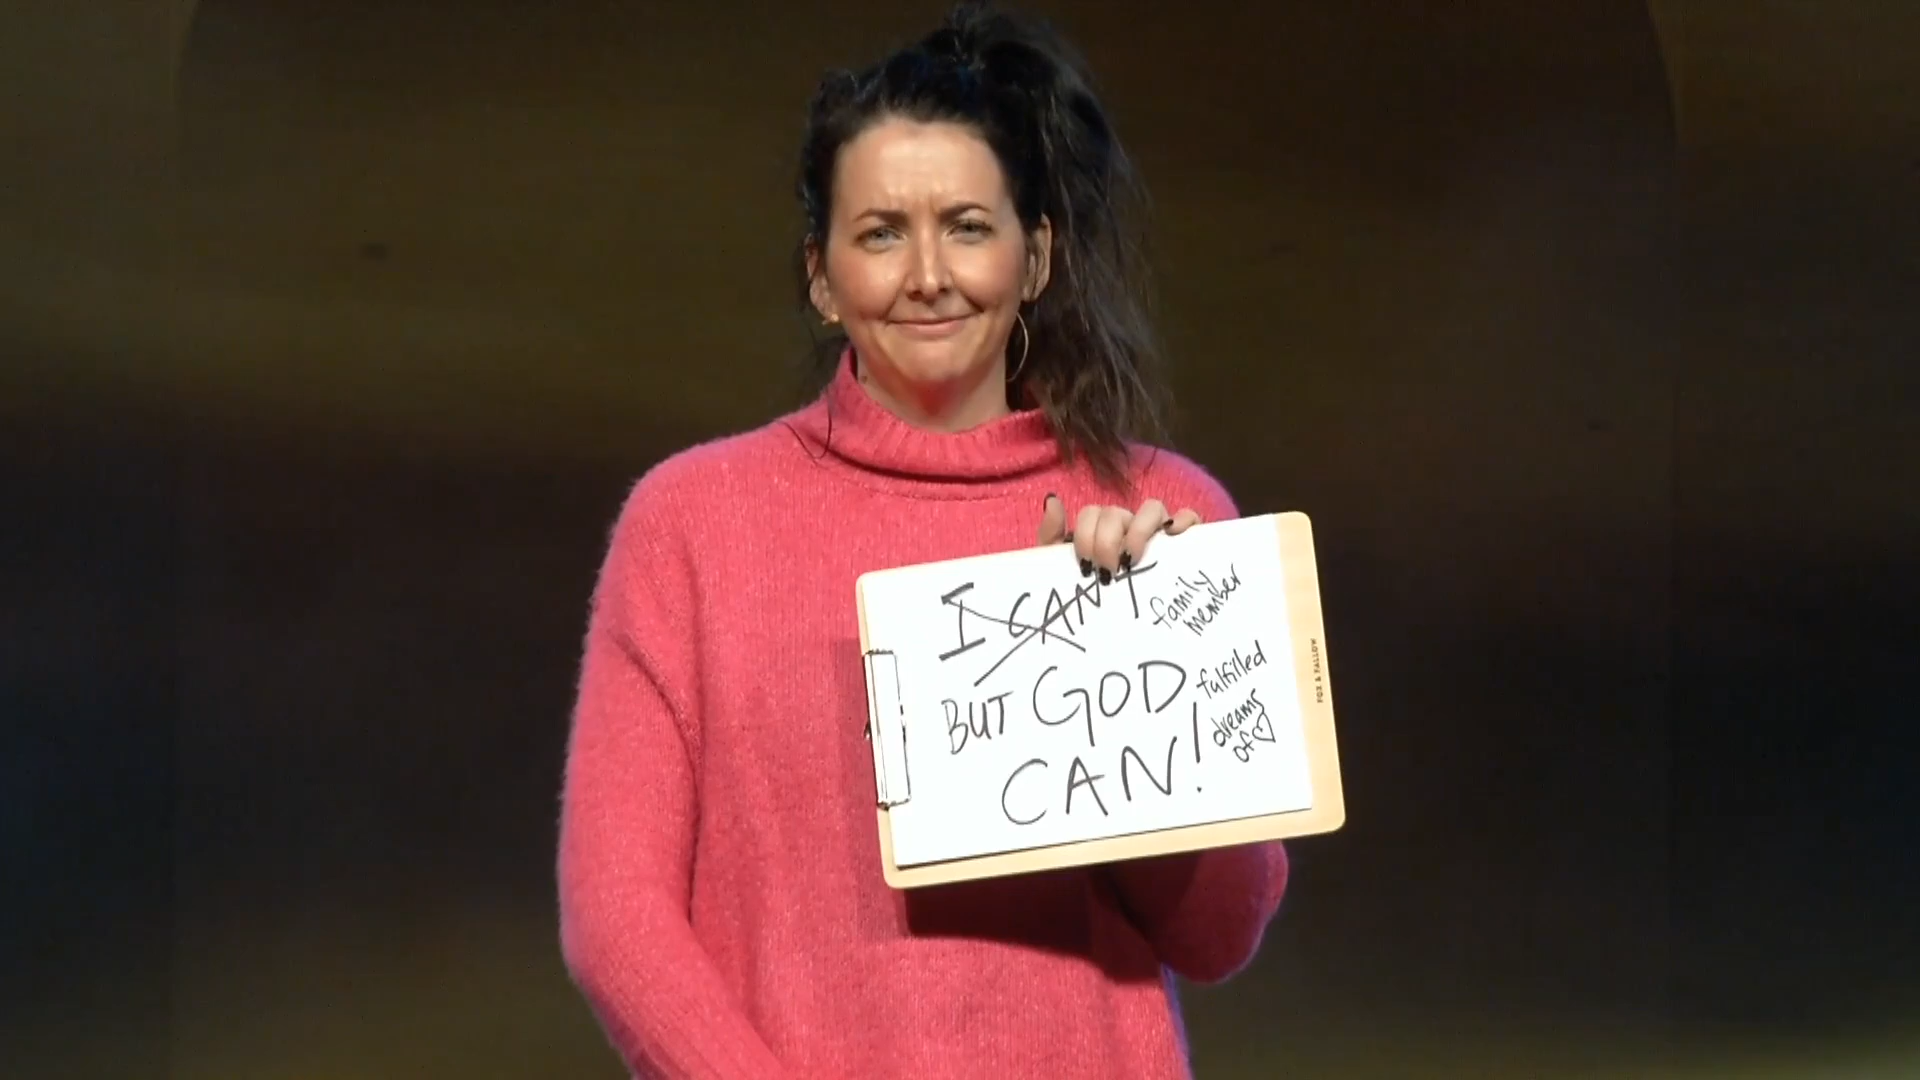 I CAN'T
family
member
BUT GOD
CAN!
fulfilled
dreams
of ♡
FOX & FALLOW